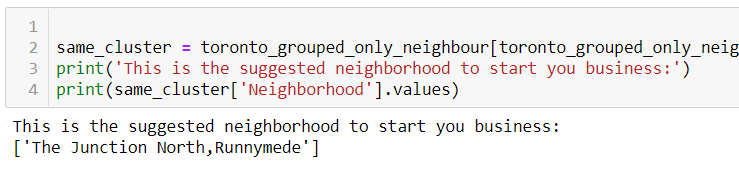 1
2 same_cluster = toronto_grouped_only_neighbour[toronto_grouped_only_neig
3 print('This is the suggested neighborhood to start you business:')
4 print(same_cluster['Neighborhood'].values)
This is the suggested neighborhood to start you business:
['The Junction North,Runnymede']